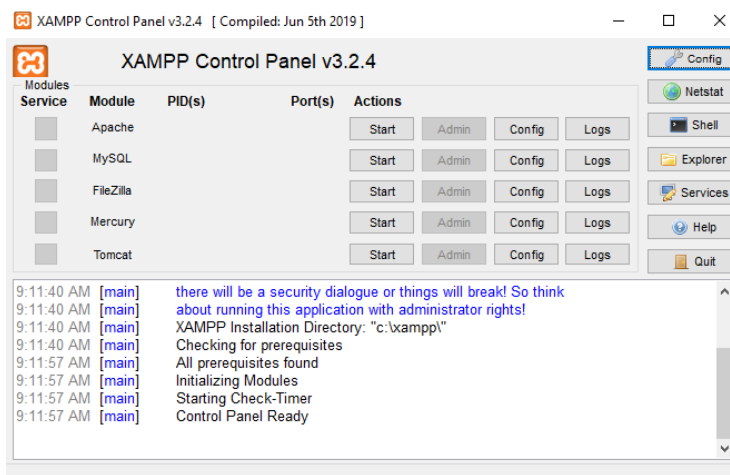 XAMPP Control Panel v3.2.4 [ Compiled: Jun 5th 2019 ]
XAMPP Control Panel v3.2.4
Config
Modules
Service Module PID(s) Port(s) Actions
Netstat
Apache Start Admin Config Logs
Shell
MySQL Start Admin Config Logs
Explorer
FileZilla Start Admin Config Logs
Services
Mercury Start Admin Config Logs
Help
Tomcat Start Admin Config Logs
Quit
9:11:40 AM [main] there will be a security dialogue or things will break! So think
9:11:40 AM [main] about running this application with administrator rights!
9:11:40 AM [main] XAMPP Installation Directory: "c:\xampp\"
9:11:40 AM [main] Checking for prerequisites
9:11:57 AM [main] All prerequisites found
9:11:57 AM [main] Initializing Modules
9:11:57 AM [main] Starting Check-Timer
9:11:57 AM [main] Control Panel Ready